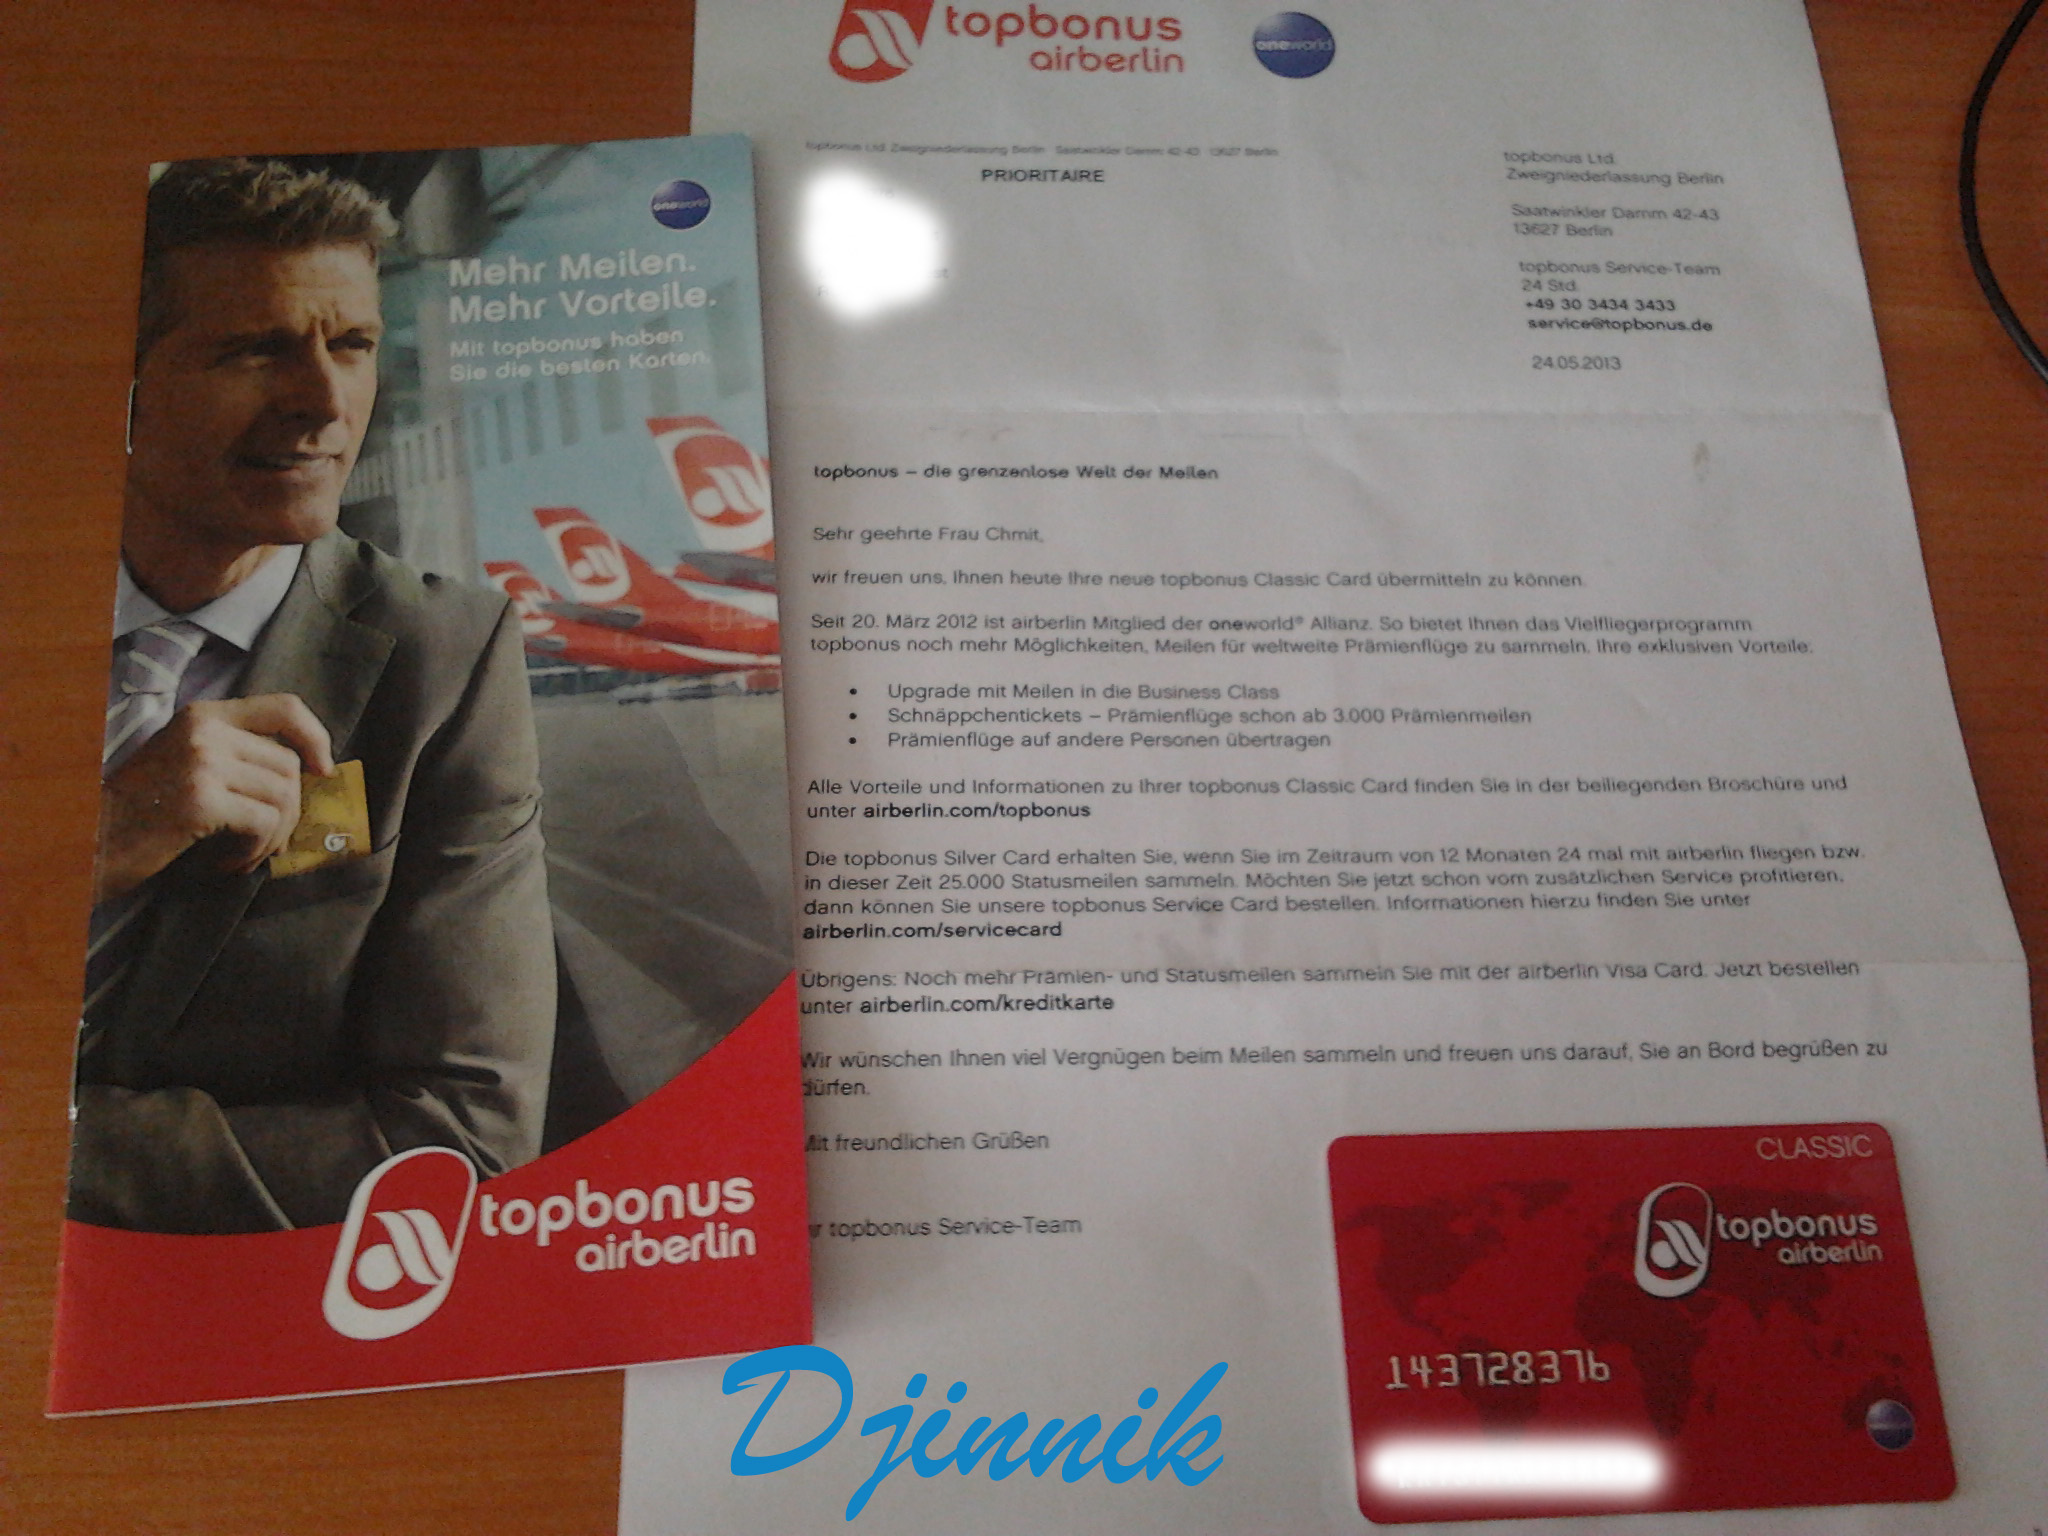 oneworld
Mehr Meilen.
Mehr Vorteile.
Mit topbonus haben
Sie die besten Karten.
topbonus
airberlin
topbonus
airberlin
oneworld
topbonus Ltd. Zweigniederlassung Berlin Saatwinkler Damm 42-43 13627 Berlin
PRIORITAIRE
topbonus Ltd.
Zweigniederlassung Berlin
Saatwinkler Damm 42-43
13627 Berlin
topbonus Service-Team
24 Std.
+49 30 3434 3433
service@topbonus.de
24.05.2013
topbonus – die grenzenlose Welt der Meilen
Sehr geehrte Frau Chmit,
wir freuen uns, Ihnen heute Ihre neue topbonus Classic Card übermitteln zu können.
Seit 20. März 2012 ist airberlin Mitglied der oneworld® Allianz. So bietet Ihnen das Vielfliegerprogramm
topbonus noch mehr Möglichkeiten, Meilen für weltweite Prämienflüge zu sammeln. Ihre exklusiven Vorteile:
• Upgrade mit Meilen in die Business Class
• Schnäppchentickets – Prämienflüge schon ab 3.000 Prämienmeilen
• Prämienflüge auf andere Personen übertragen
Alle Vorteile und Informationen zu Ihrer topbonus Classic Card finden Sie in der beiliegenden Broschüre und
unter airberlin.com/topbonus
Die topbonus Silver Card erhalten Sie, wenn Sie im Zeitraum von 12 Monaten 24 mal mit airberlin fliegen bzw.
in dieser Zeit 25.000 Statusmeilen sammeln. Möchten Sie jetzt schon vom zusätzlichen Service profitieren,
dann können Sie unsere topbonus Service Card bestellen. Informationen hierzu finden Sie unter
airberlin.com/servicecard
Übrigens: Noch mehr Prämien- und Statusmeilen sammeln Sie mit der airberlin Visa Card. Jetzt bestellen
unter airberlin.com/kreditkarte
Wir wünschen Ihnen viel Vergnügen beim Meilen sammeln und freuen uns darauf, Sie an Bord begrüßen zu
dürfen.
Mit freundlichen Grüßen
topbonus Service-Team
CLASSIC
topbonus
airberlin
143728376
Djinnik